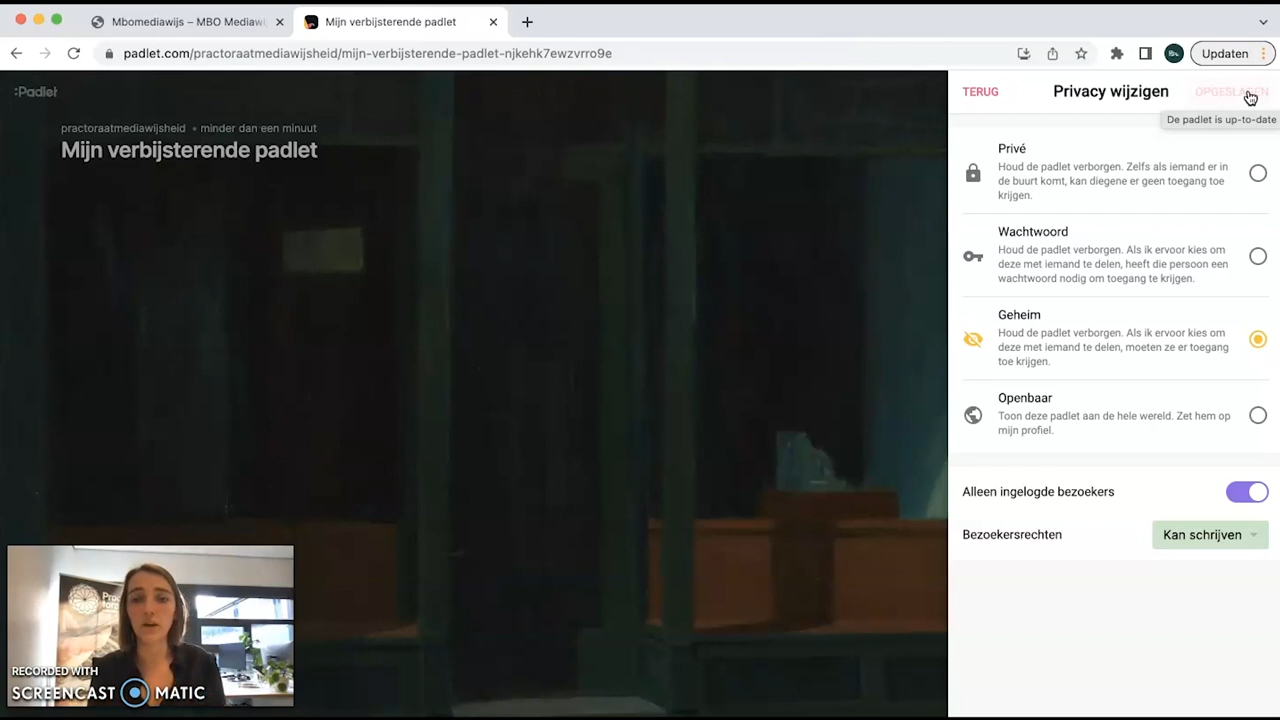 Mbomediawijs – MBO Mediawi
Mijn verbijsterende padlet
padlet.com/practoraatmediawijsheid/mijn-verbijsterende-padlet-njkehk7ewzvrro9e
Updaten
:Padlet
practoraatmediawijsheid • minder dan een minuut
Mijn verbijsterende padlet
TERUG
Privacy wijzigen
OPGESLAGEN
De padlet is up-to-date
Privé
Houd de padlet verborgen. Zelfs als iemand er in
de buurt komt, kan diegene er geen toegang toe
krijgen.
Wachtwoord
Houd de padlet verborgen. Als ik ervoor kies om
deze met iemand te delen, heeft die persoon een
wachtwoord nodig om toegang te krijgen.
Geheim
Houd de padlet verborgen. Als ik ervoor kies om
deze met iemand te delen, moeten ze er toegang
toe krijgen.
Openbaar
Toon deze padlet aan de hele wereld. Zet hem op
mijn profiel.
Alleen ingelogde bezoekers
Bezoekersrechten
Kan schrijven
RECORDED WITH
SCREENCAST MATIC